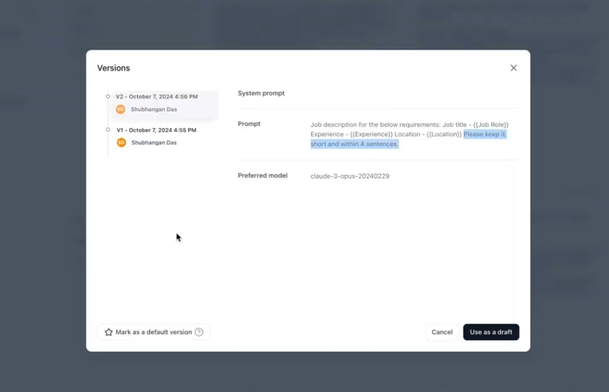 Versions
V2 - October 7, 2024 4:56 PM
Shubhangan Das
V1 - October 7, 2024 4:55 PM
Shubhangan Das
System prompt
Prompt
Job description for the below requirements: Job title - {{Job Role}}
Experience - {{Experience}} Location - {{Location}} Please keep it
short and within 4 sentences.
Preferred model
claude-3-opus-20240229
Mark as a default version ?
Cancel
Use as a draft